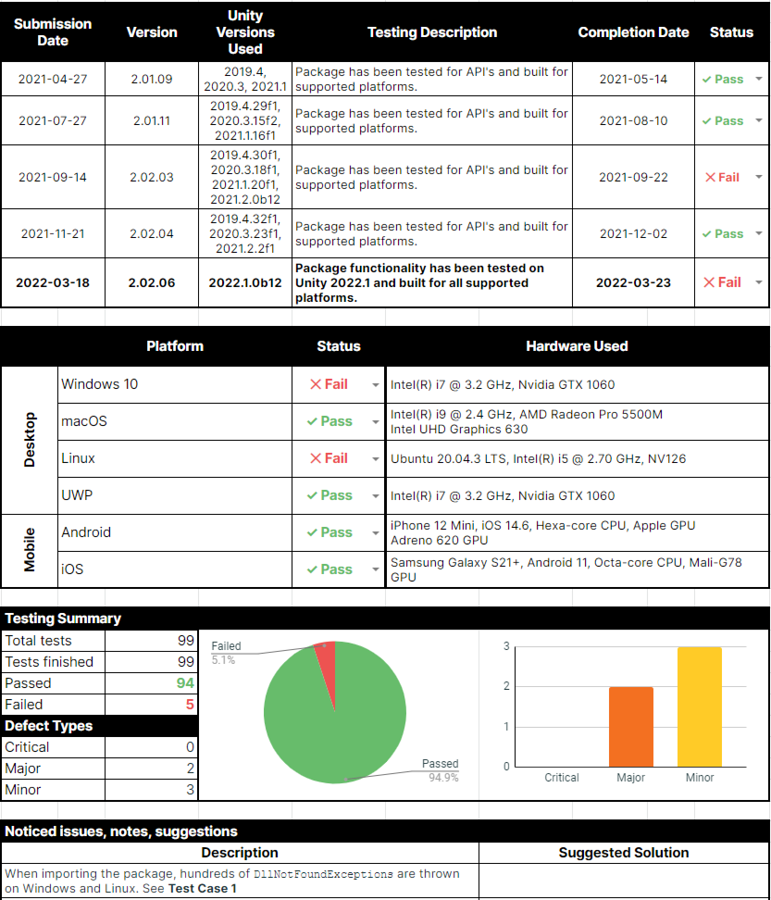 Submission Date Version Unity Versions Used Testing Description Completion Date Status
2021-04-27 2.01.09 2019.4, 2020.3, 2021.1 Package has been tested for API's and built for supported platforms. 2021-05-14 Pass
2021-07-27 2.01.11 2019.4.29f1, 2020.3.15f2, 2021.1.16f1 Package has been tested for API's and built for supported platforms. 2021-08-10 Pass
2021-09-14 2.02.03 2019.4.30f1, 2020.3.18f1, 2021.1.20f1, 2021.2.0b12 Package has been tested for API's and built for supported platforms. 2021-09-22 Fail
2021-11-21 2.02.04 2019.4.32f1, 2020.3.23f1, 2021.2.2f1 Package has been tested for API's and built for supported platforms. 2021-12-02 Pass
2022-03-18 2.02.06 2022.1.0b12 Package functionality has been tested on Unity 2022.1 and built for all supported platforms. 2022-03-23 Fail
Platform Status Hardware Used
Desktop
Windows 10 Fail Intel(R) i7 @ 3.2 GHz, Nvidia GTX 1060
macOS Pass Intel(R) i9 @ 2.4 GHz, AMD Radeon Pro 5500M
Intel UHD Graphics 630
Linux Fail Ubuntu 20.04.3 LTS, Intel(R) i5 @ 2.70 GHz, NV126
UWP Pass Intel(R) i7 @ 3.2 GHz, Nvidia GTX 1060
Mobile
Android Pass iPhone 12 Mini, iOS 14.6, Hexa-core CPU, Apple GPU
Adreno 620 GPU
iOS Pass Samsung Galaxy S21+, Android 11, Octa-core CPU, Mali-G78
GPU
Testing Summary
Total tests 99
Tests finished 99
Passed 94
Failed 5
Defect Types
Critical 0
Major 2
Minor 3
Failed
5.1%
Passed
94.9%
3
2
1
0
Critical Major Minor
Noticed issues, notes, suggestions
Description Suggested Solution
When importing the package, hundreds of DllNotFoundExceptions are thrown
on Windows and Linux. See Test Case 1